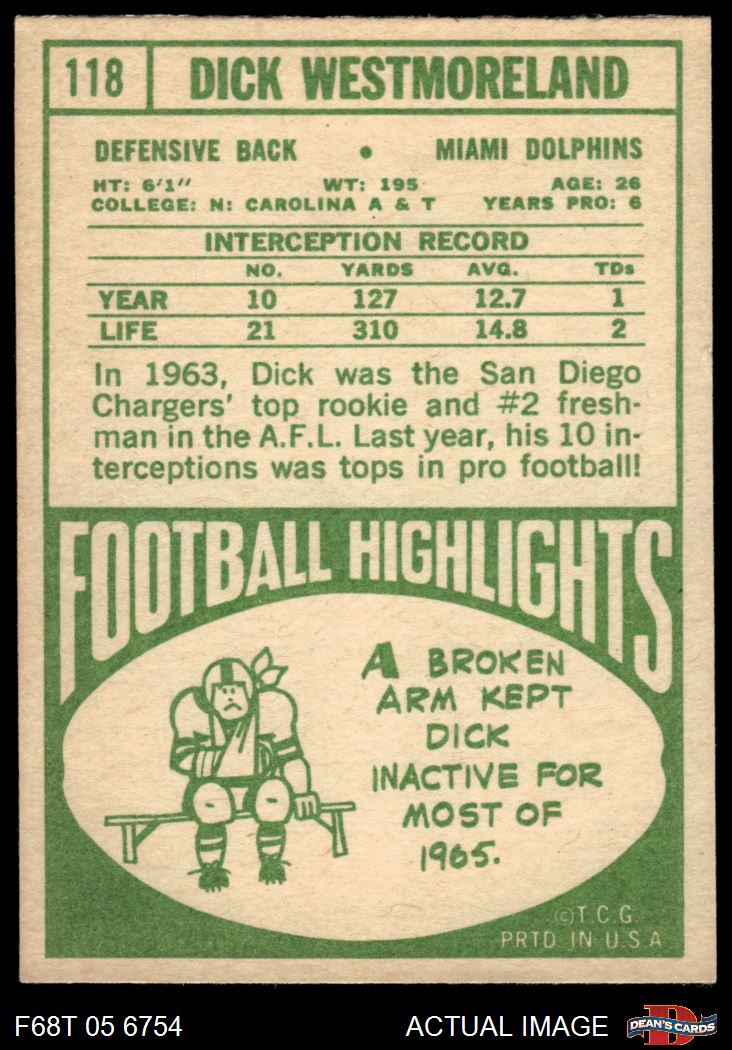 118 DICK WESTMORELAND
DEFENSIVE BACK • MIAMI DOLPHINS
HT: 6'1" WT: 195 AGE: 26
COLLEGE: N: CAROLINA A & T YEARS PRO: 6
INTERCEPTION RECORD
NO. YARDS AVG. TDs
YEAR 10 127 12.7 1
LIFE 21 310 14.8 2
In 1963, Dick was the San Diego
Chargers' top rookie and #2 fresh-
man in the A.F.L. Last year, his 10 in-
terceptions was tops in pro football!
FOOTBALL HIGHLIGHTS
A BROKEN
ARM KEPT
DICK
INACTIVE FOR
MOST OF
1965.
©T.C.G.
PRTD IN U.S.A
F68T 05 6754 ACTUAL IMAGE DEAN'S CARDS